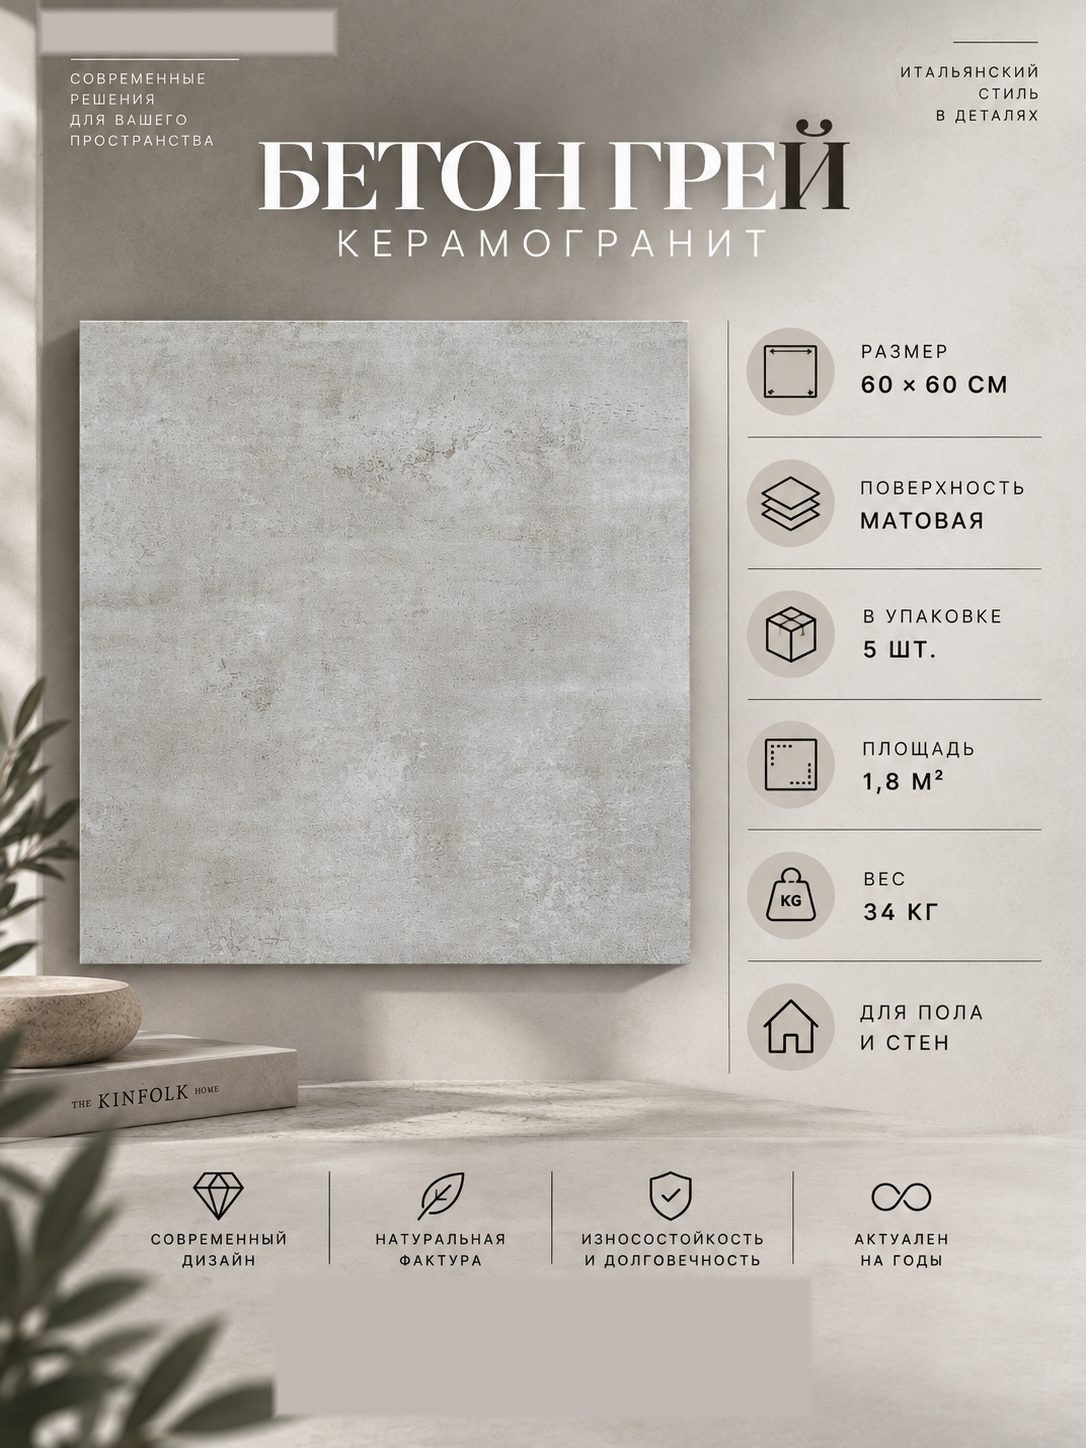 СОВРЕМЕННЫЕ
РЕШЕНИЯ
ДЛЯ ВАШЕГО
ПРОСТРАНСТВА
ИТАЛЬЯНСКИЙ
СТИЛЬ
В ДЕТАЛЯХ
БЕТОН ГРЕЙ
КЕРАМОГРАНИТ
РАЗМЕР
60 × 60 СМ
ПОВЕРХНОСТЬ
МАТОВАЯ
В УПАКОВКЕ
5 ШТ.
ПЛОЩАДЬ
1,8 М²
KG
ВЕС
34 КГ
ДЛЯ ПОЛА
И СТЕН
THE KINFOLK HOME
СОВРЕМЕННЫЙ
ДИЗАЙН
НАТУРАЛЬНАЯ
ФАКТУРА
ИЗНОСОСТОЙКОСТЬ
И ДОЛГОВЕЧНОСТЬ
АКТУАЛЕН
НА ГОДЫ